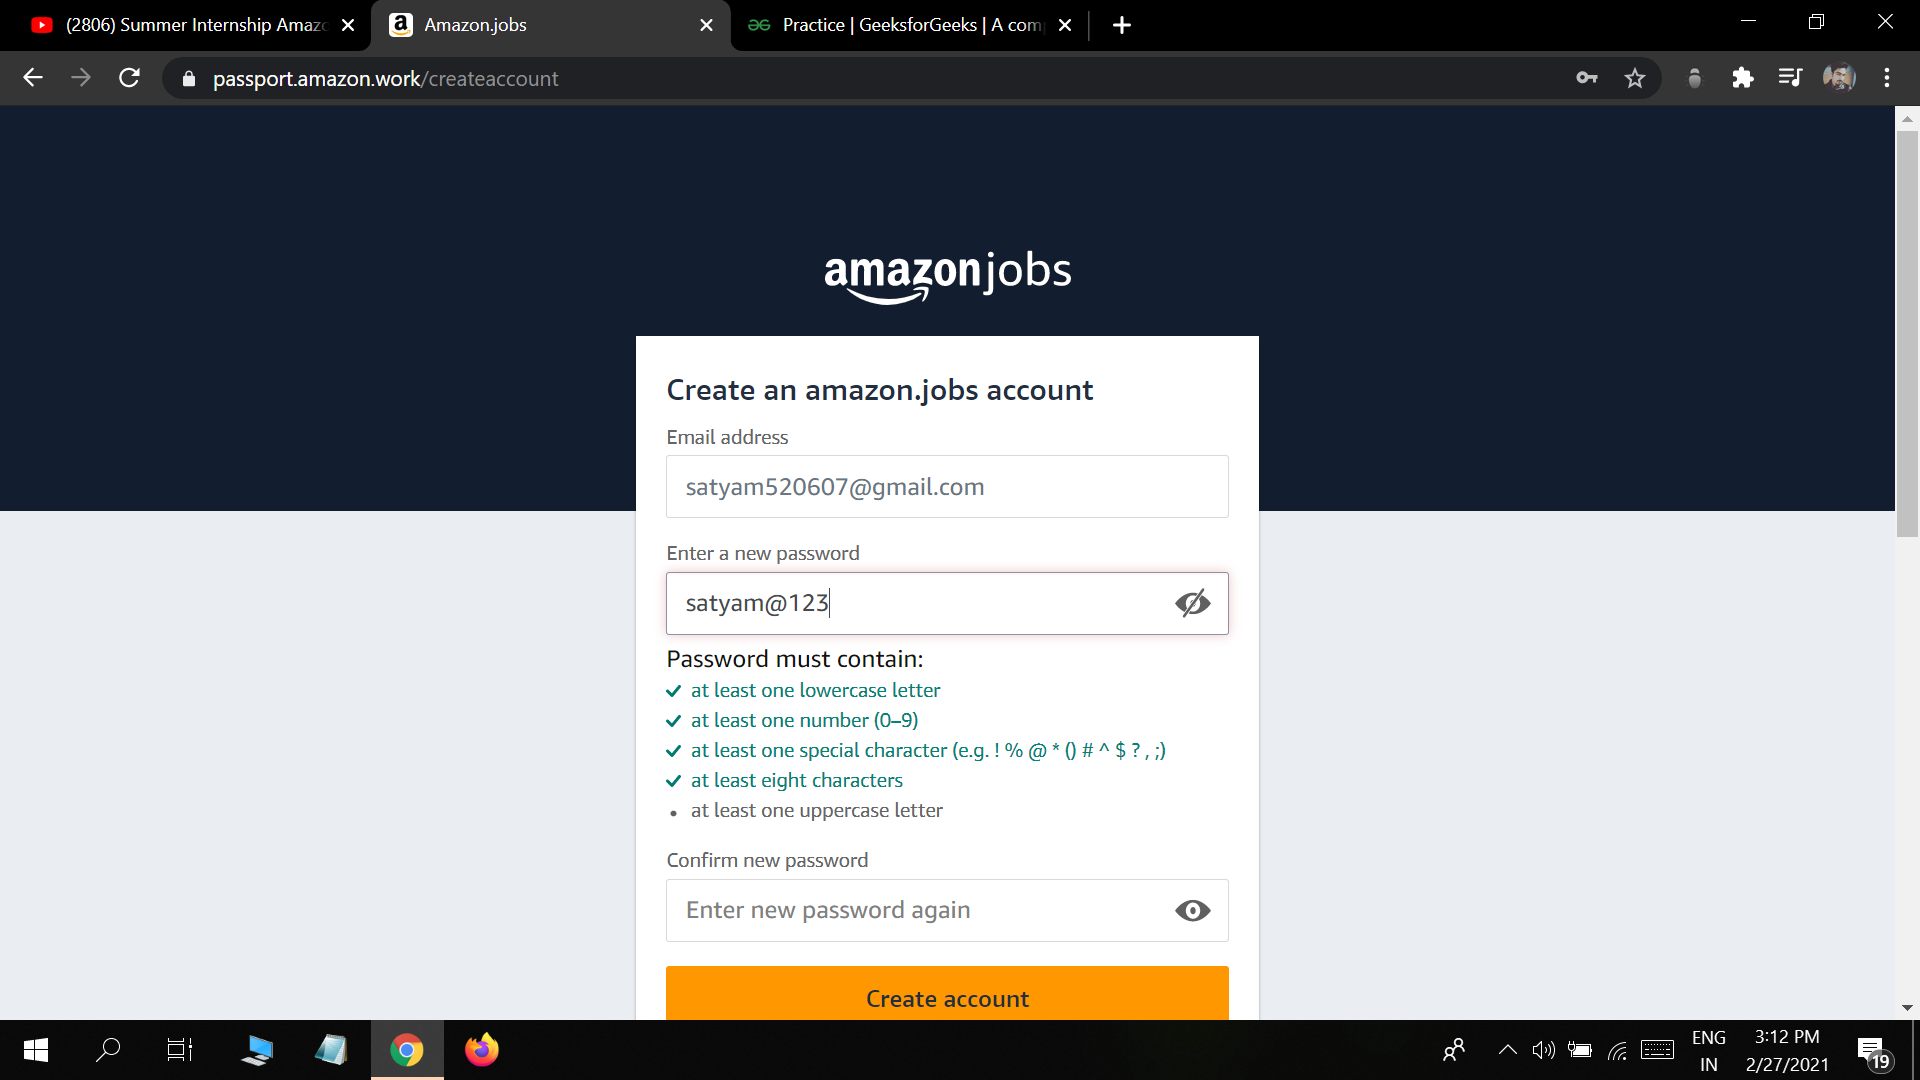 (2806) Summer Internship Amazo
Amazon.jobs
Practice | GeeksforGeeks | A com
passport.amazon.work/createaccount
amazonjobs
Create an amazon.jobs account
Email address
satyam520607@gmail.com
Enter a new password
satyam@123
Password must contain:
at least one lowercase letter
at least one number (0–9)
at least one special character (e.g. ! % @ * () # ^ $ ? , ;)
at least eight characters
at least one uppercase letter
Confirm new password
Enter new password again
Create account
ENG
IN
3:12 PM
2/27/2021
19